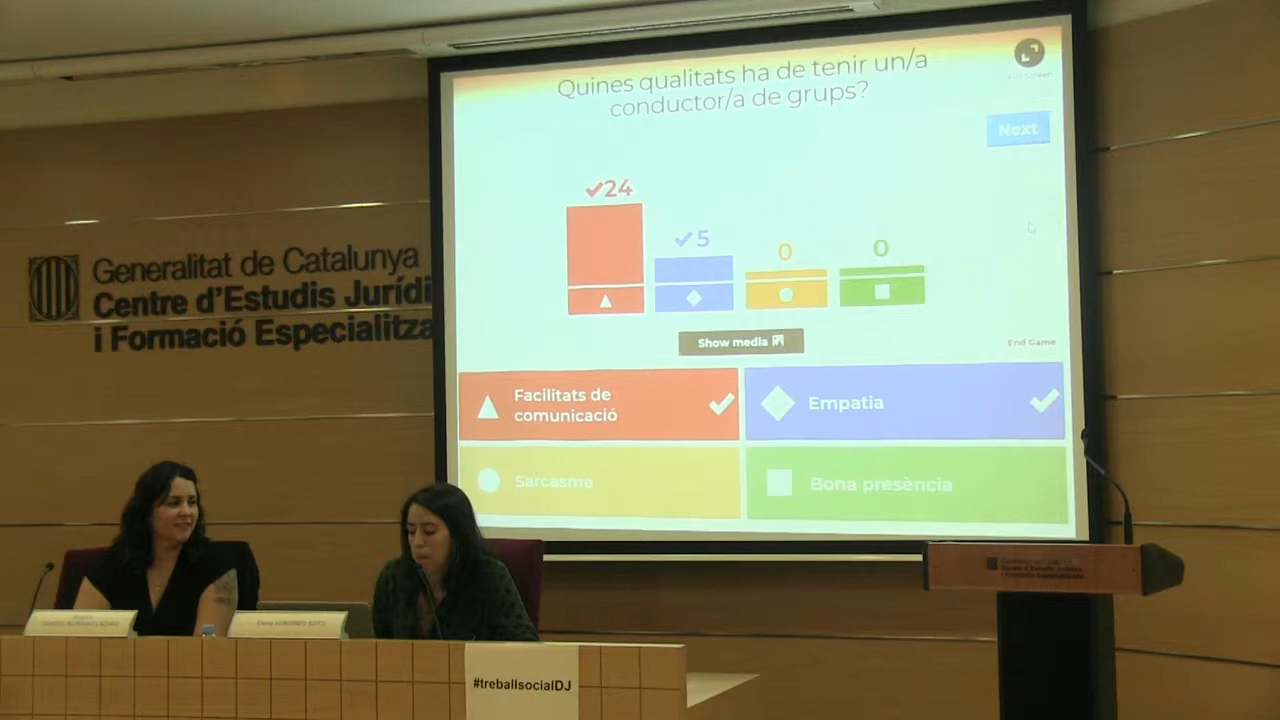 Quines qualitats ha de tenir un/a
conductor/a de grups?
Next
24
5
0
0
Show media
End Game
Facilitats de
comunicació
Empatia
Sarcasme
Bona presència
Generalitat de Catalunya
Centre d'Estudis Jurídi
i Formació Especialitza
#treballsocialDJ